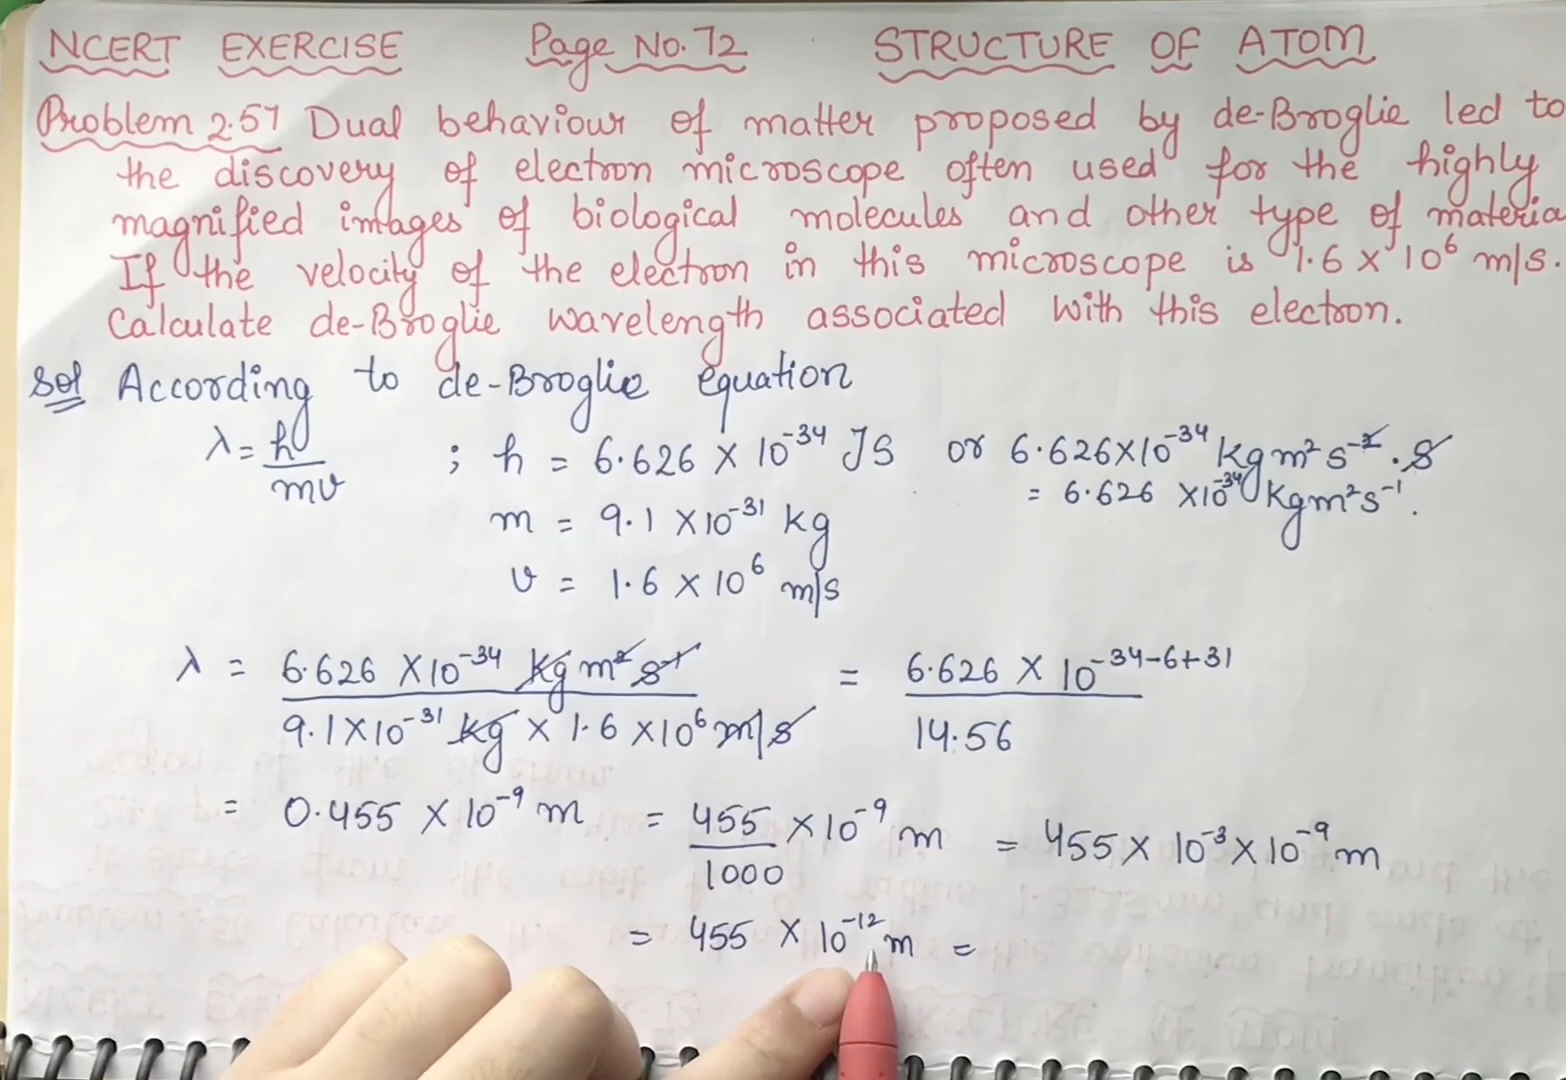 NCERT EXERCISE Page No. 72 STRUCTURE OF ATOM
Problem 2.57 Dual behaviour of matter proposed by de-Broglie led to
the discovery of electron microscope often used for the highly
magnified images of biological molecules and other type of materia
If the velocity of the electron in this microscope is 1.6 × 10⁶ m/s.
Calculate de-Broglie wavelength associated with this electron.
Sol According to de-Broglie equation
λ = h/mv ; h = 6.626 × 10⁻³⁴ JS or 6.626×10⁻³⁴ kg m² s⁻² . s
= 6.626 ×10⁻³⁴ kgm²s⁻¹.
m = 9.1 × 10⁻³¹ kg
v = 1.6 × 10⁶ m/s
λ = 6.626 × 10⁻³⁴ kg m² s⁻¹ / 9.1×10⁻³¹ kg × 1.6 × 10⁶ m/s = 6.626 × 10⁻³⁴⁻⁶⁺³¹ / 14.56
= 0.455 × 10⁻⁹ m = 455/1000 × 10⁻⁹ m = 455 × 10⁻³ × 10⁻⁹ m
= 455 × 10⁻¹² m =